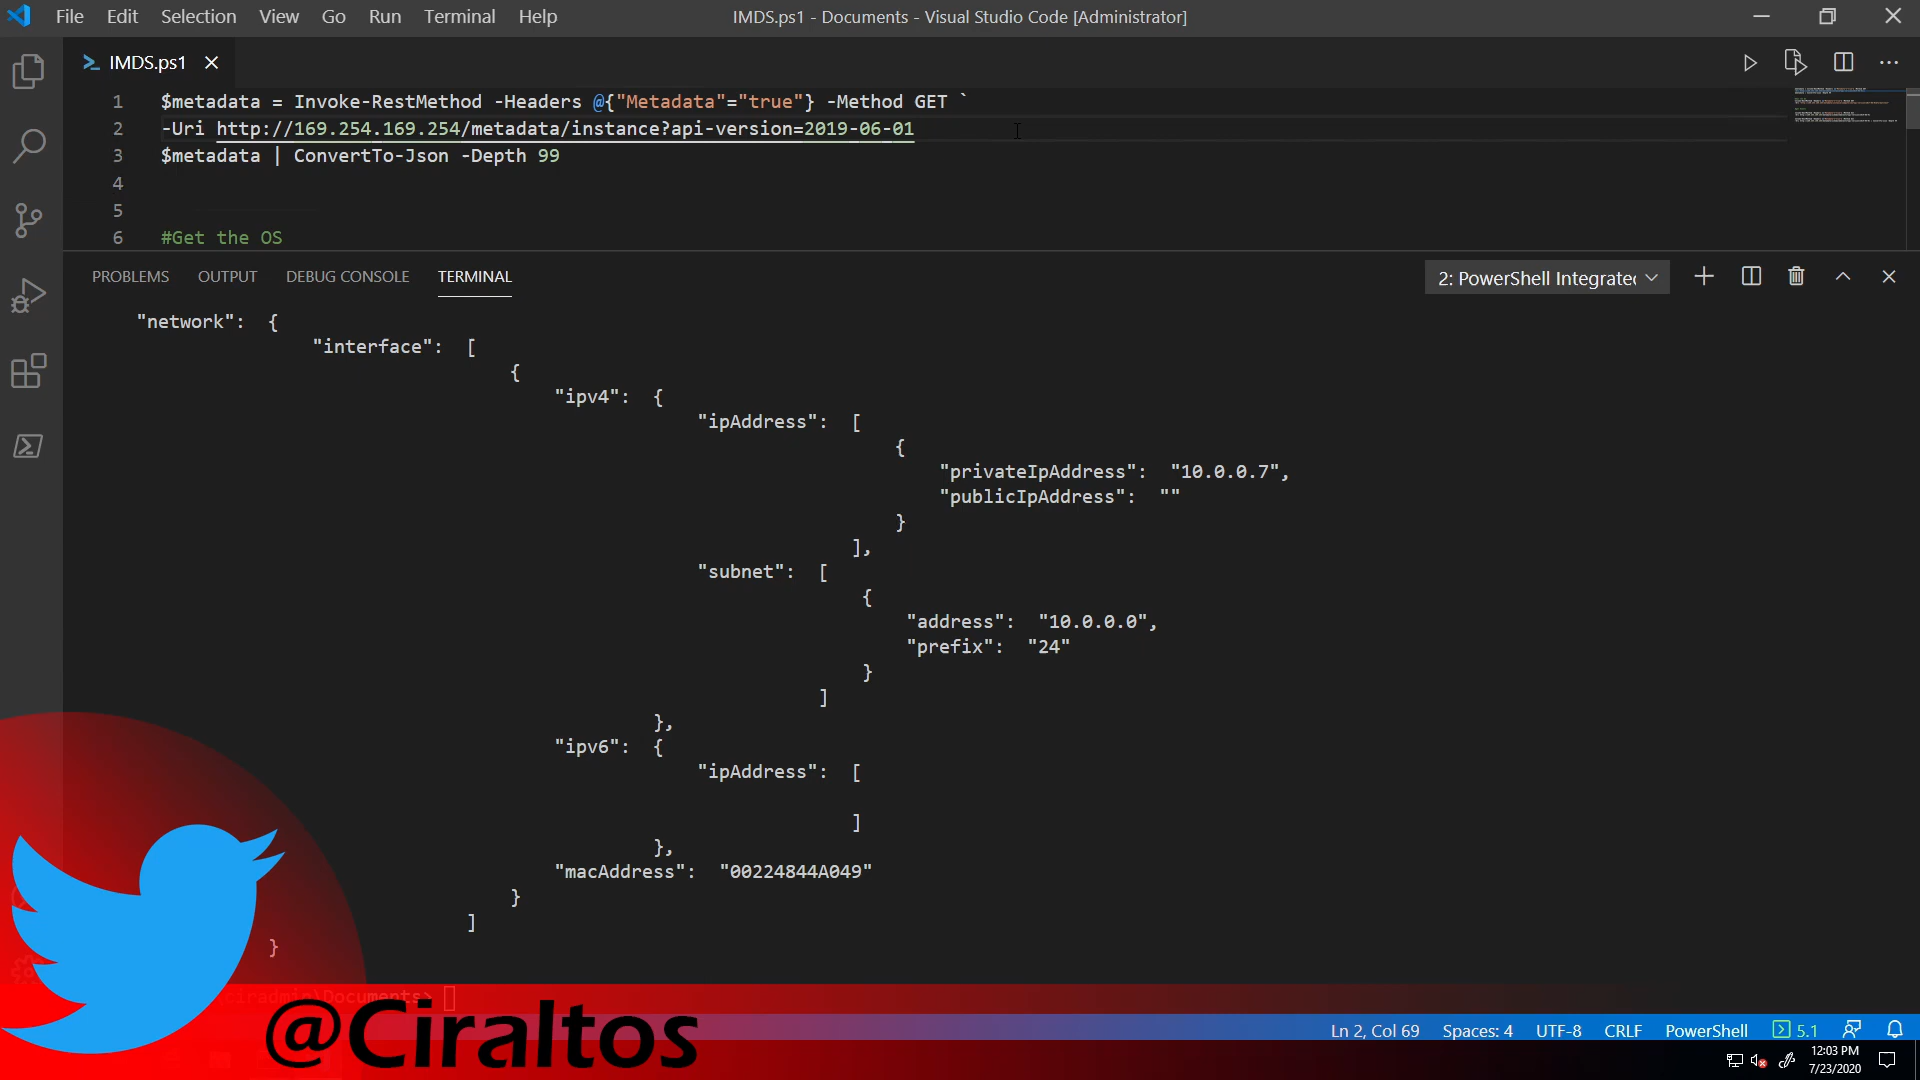 File Edit Selection View Go Run Terminal Help
IMDS.ps1 - Documents - Visual Studio Code [Administrator]
IMDS.ps1
1 $metadata = Invoke-RestMethod -Headers @{"Metadata"="true"} -Method GET `
2 -Uri http://169.254.169.254/metadata/instance?api-version=2019-06-01
3 $metadata | ConvertTo-Json -Depth 99
4
5
6 #Get the OS
PROBLEMS OUTPUT DEBUG CONSOLE TERMINAL
2: PowerShell Integrated
"network": {
"interface": [
{
"ipv4": {
"ipAddress": [
{
"privateIpAddress": "10.0.0.7",
"publicIpAddress": ""
}
],
"subnet": [
{
"address": "10.0.0.0",
"prefix": "24"
}
]
},
"ipv6": {
"ipAddress": [
]
},
"macAddress": "00224844A049"
}
]
}
\Documents>
@Ciraltos
Ln 2, Col 69 Spaces: 4 UTF-8 CRLF PowerShell 5.1
12:03 PM
7/23/2020